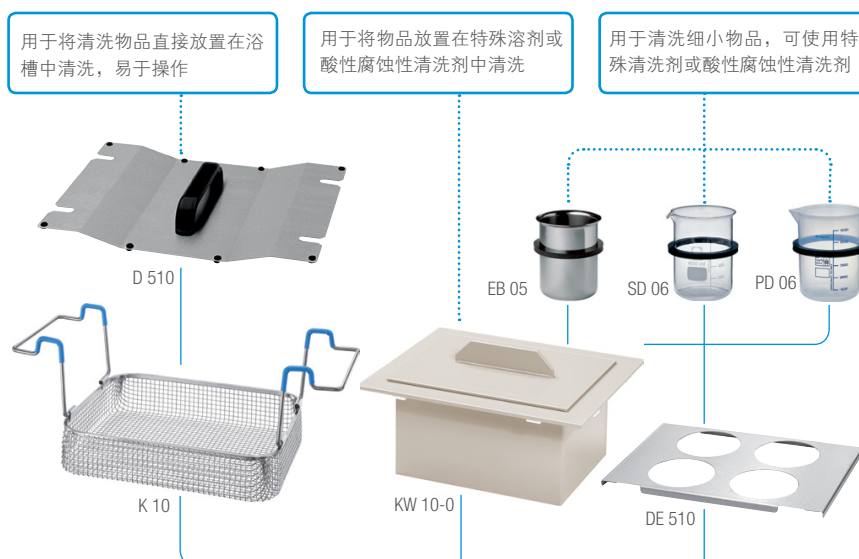 用于将清洗物品直接放置在浴
槽中清洗，易于操作
用于将物品放置在特殊溶剂或
酸性腐蚀性清洗剂中清洗
用于清洗细小物品，可使用特
殊清洗剂或酸性腐蚀性清洗剂
D 510
EB 05
SD 06
PD 06
K 10
KW 10-0
DE 510